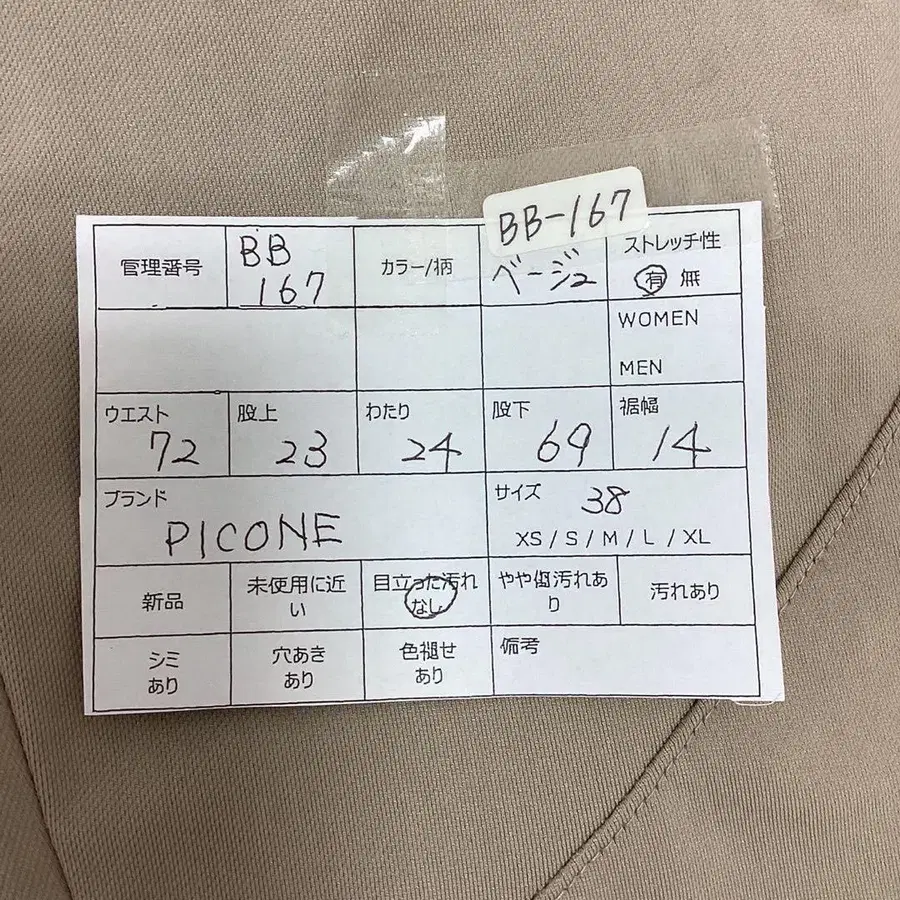 BB-167
管理番号
BB
167
カラー/柄
ベージュ
ストレッチ性
有 無
WOMEN
MEN
ウエスト
72
股上
23
わたり
24
股下
69
裾幅
14
ブランド
PICONE
サイズ
38
XS / S / M / L / XL
新品
未使用に近
い
目立った汚れ
なし
やや傷汚れあ
り
汚れあり
シミ
あり
穴あき
あり
色褪せ
あり
備考